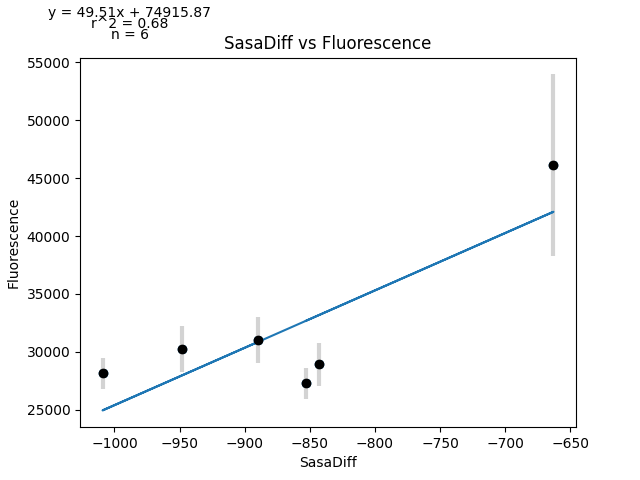 y = 49.51x + 74915.87
r^2 = 0.68
n = 6
SasaDiff vs Fluorescence
55000
50000
45000
40000
35000
30000
25000
Fluorescence
−1000 −950 −900 −850 −800 −750 −700 −650
SasaDiff